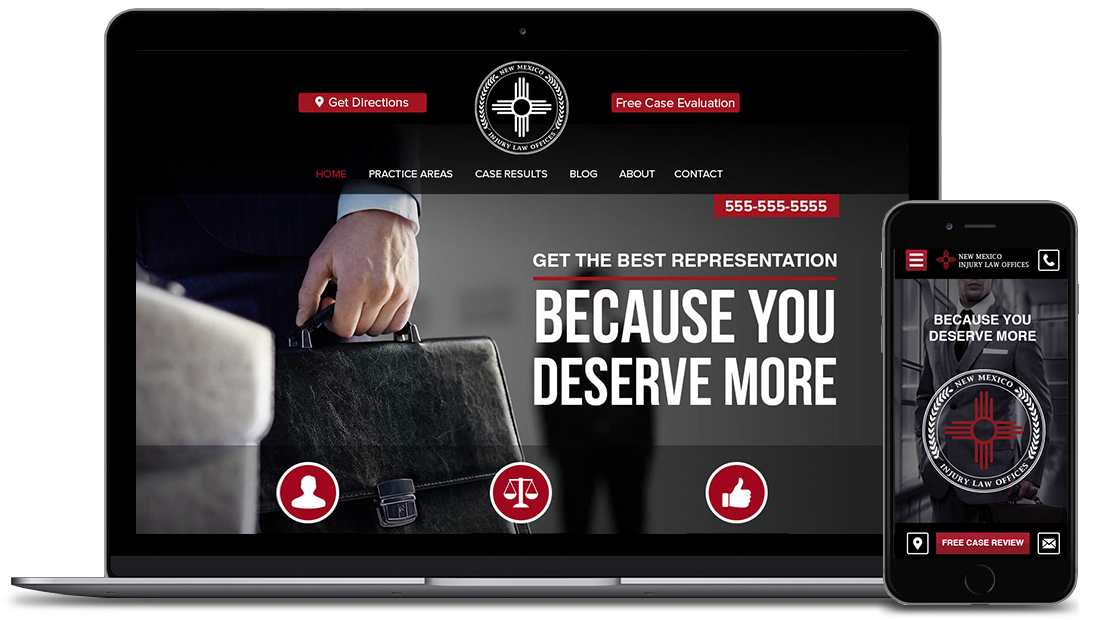 NEW MEXICO
INJURY LAW OFFICES
Get Directions
Free Case Evaluation
HOME PRACTICE AREAS CASE RESULTS BLOG ABOUT CONTACT
555-555-5555
GET THE BEST REPRESENTATION
BECAUSE YOU
DESERVE MORE
NEW MEXICO
INJURY LAW OFFICES
BECAUSE YOU
DESERVE MORE
NEW MEXICO
INJURY LAW OFFICES
FREE CASE REVIEW